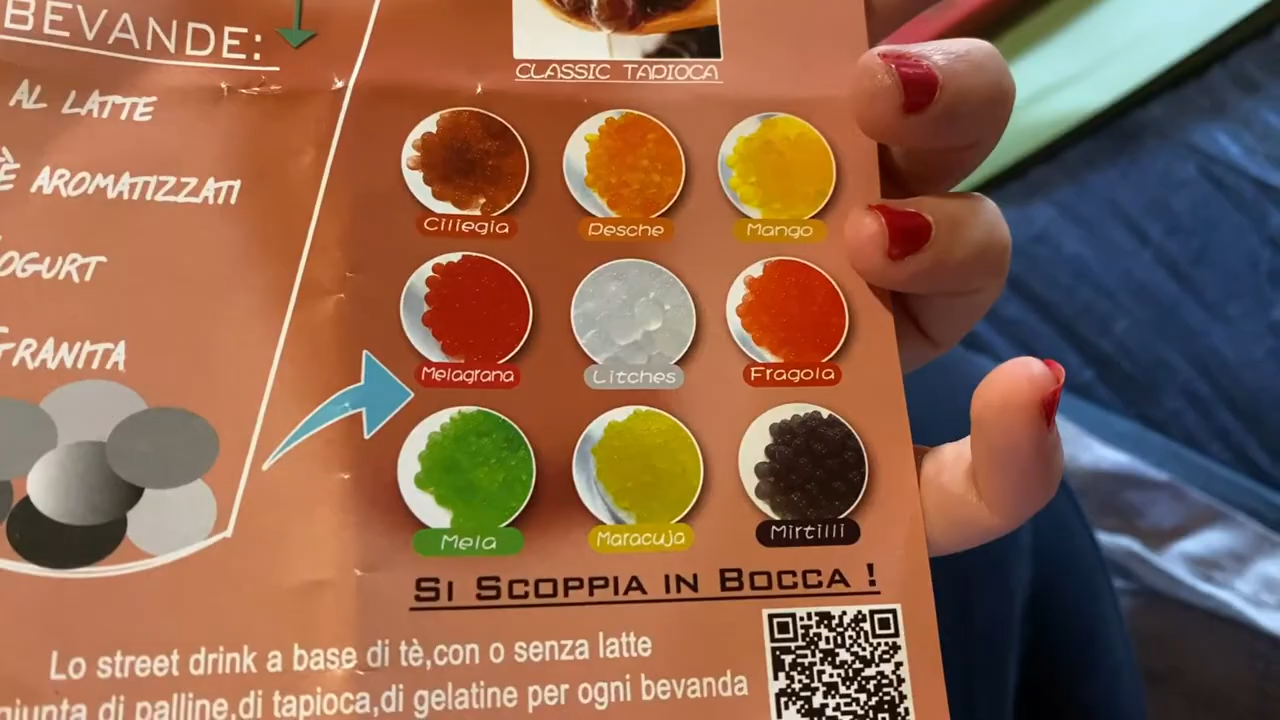 BEVANDE:
AL LATTE
È AROMATIZZATI
OGURT
GRANITA
CLASSIC TAPIOCA
Ciliegia
Pesche
Mango
Melagrana
Litches
Fragola
Mela
Maracuja
Mirtilli
SI SCOPPIA IN BOCCA !
Lo street drink a base di tè,con o senza latte
giunta di palline,di tapioca,di gelatine per ogni bevanda